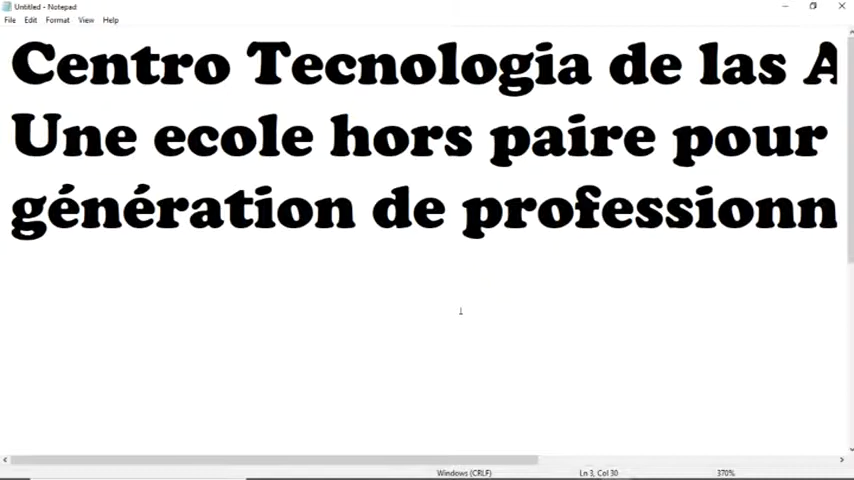 Untitled - Notepad
File Edit Format View Help
Centro Tecnologia de las A
Une ecole hors paire pour
génération de professionn
Windows (CRLF) Ln 3, Col 30 370%